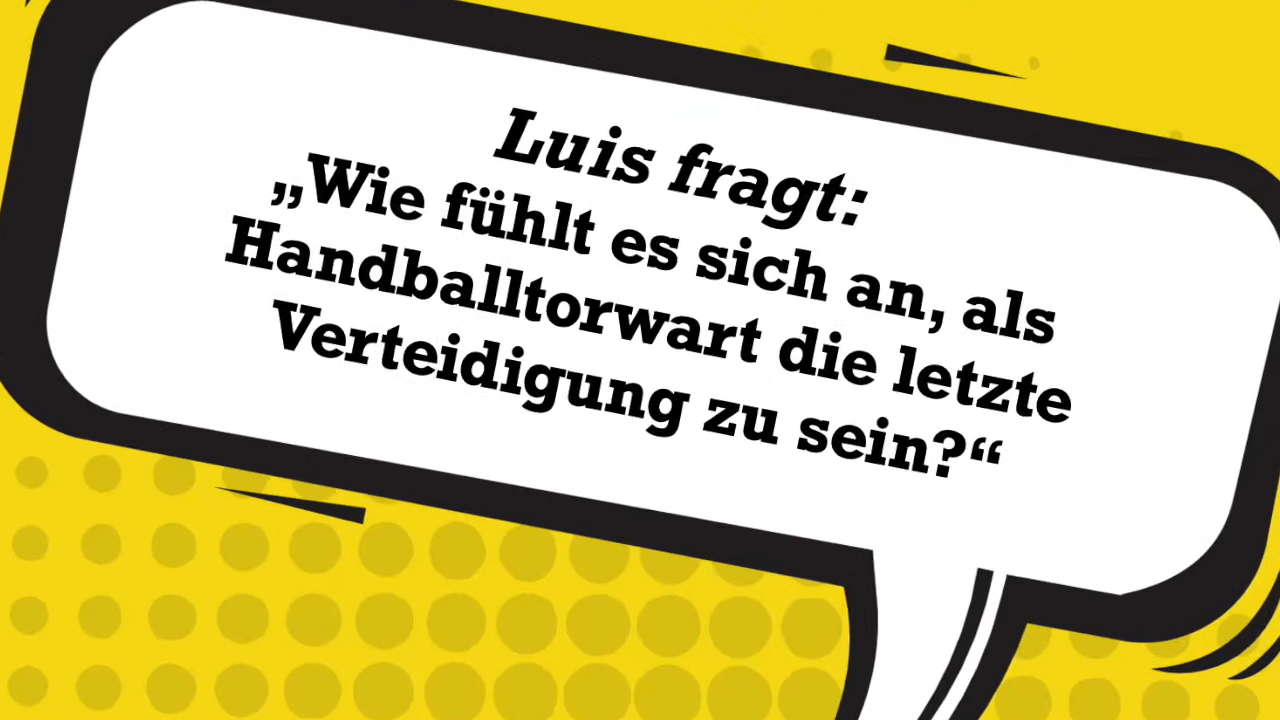 Luis fragt:
„Wie fühlt es sich an, als
Handballtorwart die letzte
Verteidigung zu sein?“